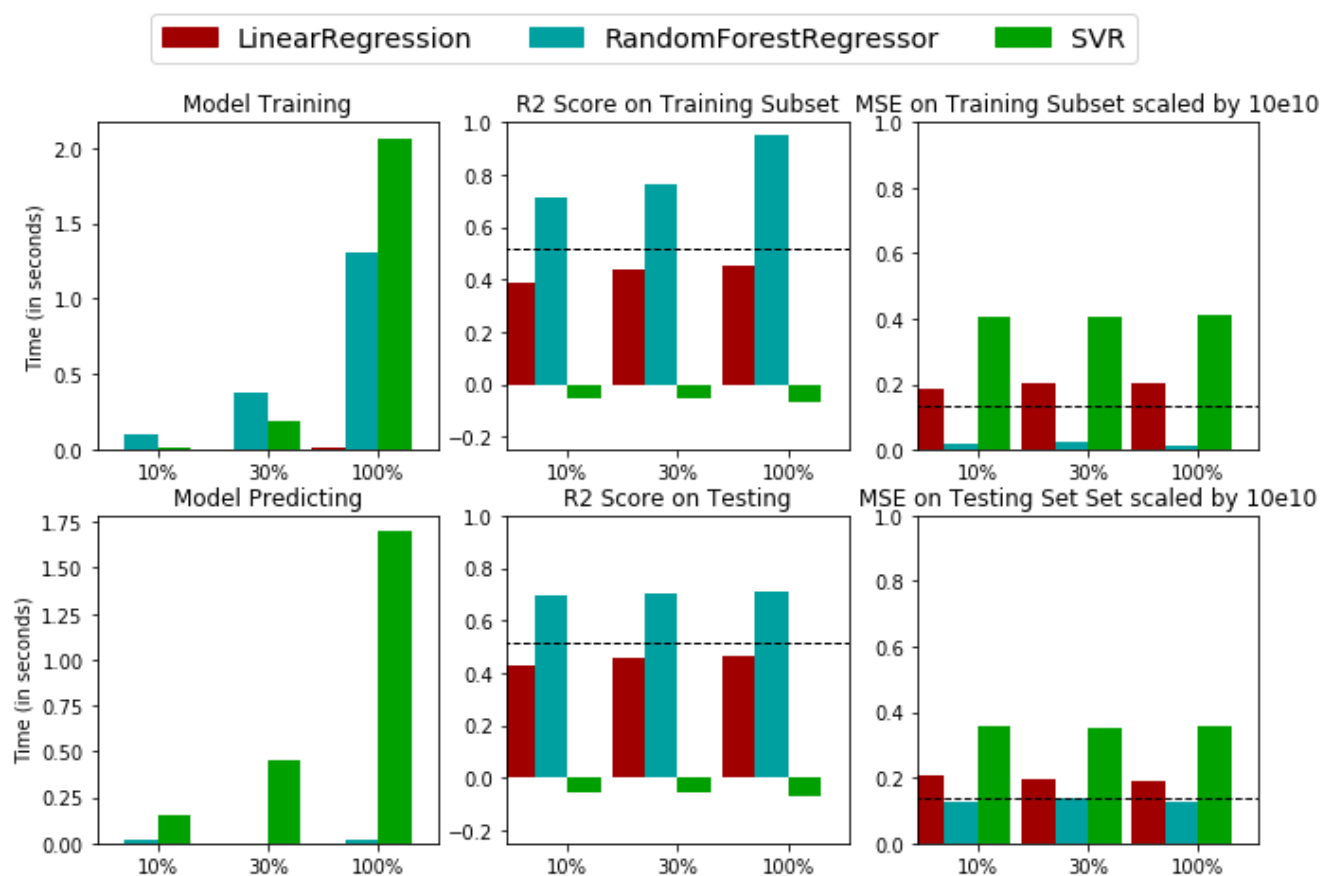 LinearRegression RandomForestRegressor SVR
Model Training
Time (in seconds)
2.0
1.5
1.0
0.5
0.0
10% 30% 100%
R2 Score on Training Subset
1.0
0.8
0.6
0.4
0.2
0.0
−0.2
10% 30% 100%
MSE on Training Subset scaled by 10e10
1.0
0.8
0.6
0.4
0.2
0.0
10% 30% 100%
Model Predicting
Time (in seconds)
1.75
1.50
1.25
1.00
0.75
0.50
0.25
0.00
10% 30% 100%
R2 Score on Testing
1.0
0.8
0.6
0.4
0.2
0.0
−0.2
10% 30% 100%
MSE on Testing Set Set scaled by 10e10
1.0
0.8
0.6
0.4
0.2
0.0
10% 30% 100%